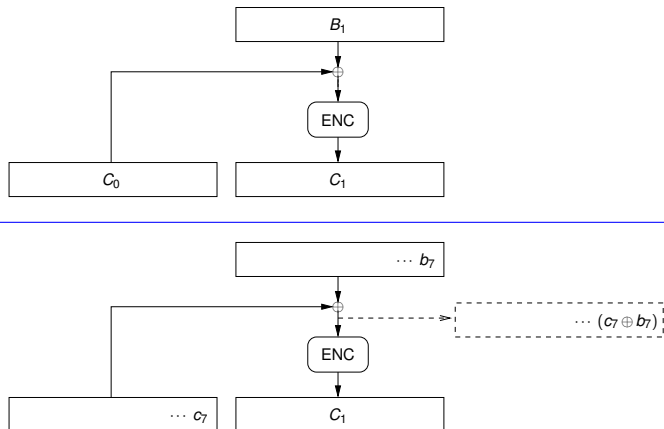 B₁
⊕
ENC
C₀ C₁
⋯ b₇
⊕
⋯ (c₇ ⊕ b₇)
ENC
⋯ c₇ C₁